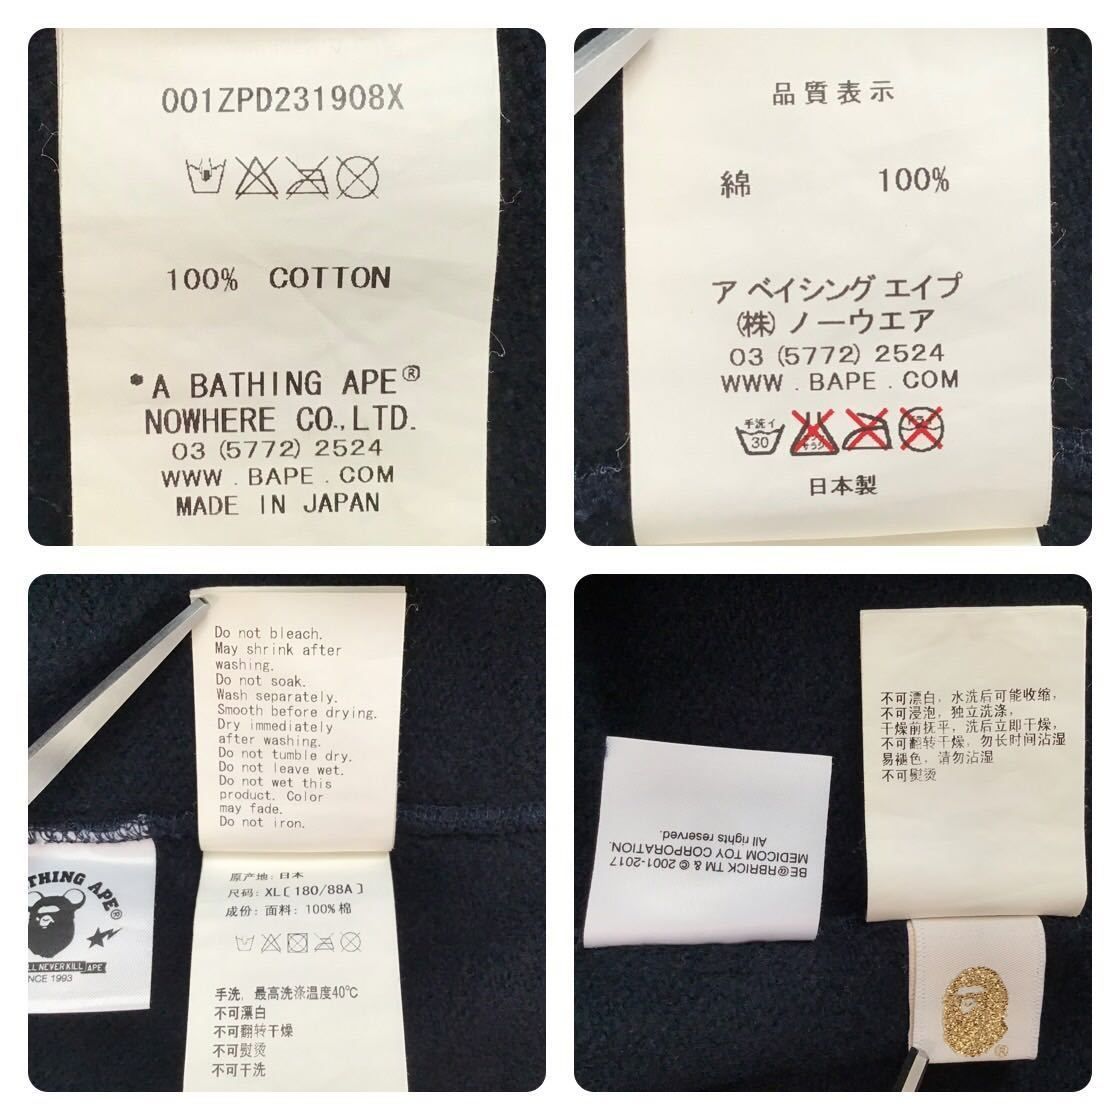 001ZPD231908X
100% COTTON
*A BATHING APE®
NOWHERE CO.,LTD.
03 (5772) 2524
WWW.BAPE.COM
MADE IN JAPAN
品質表示
綿 100%
ア ベイシング エイプ
(株) ノーウエア
03 (5772) 2524
WWW.BAPE.COM
手洗イ
30
日本製
Do not bleach.
May shrink after
washing.
Do not soak.
Wash separately.
Smooth before drying.
Dry immediately
after washing.
Do not tumble dry.
Do not leave wet.
Do not wet this
product. Color
may fade.
Do not iron.
THING APE®
LL NEVER KILL APE
NCE 1993
原产地: 日本
尺码: XL [180/88A]
成份: 面料: 100%棉
手洗，最高洗涤温度40℃
不可漂白
不可翻转干燥
不可熨烫
不可干洗
不可漂白，水洗后可能收缩，
不可浸泡，独立洗涤，
干燥前抚平，洗后立即干燥，
不可翻转干燥，勿长时间沾湿
易褪色，请勿沾湿
不可熨烫
BE@RBRICK TM & © 2001-2017
MEDICOM TOY CORPORATION.
All rights reserved.
®